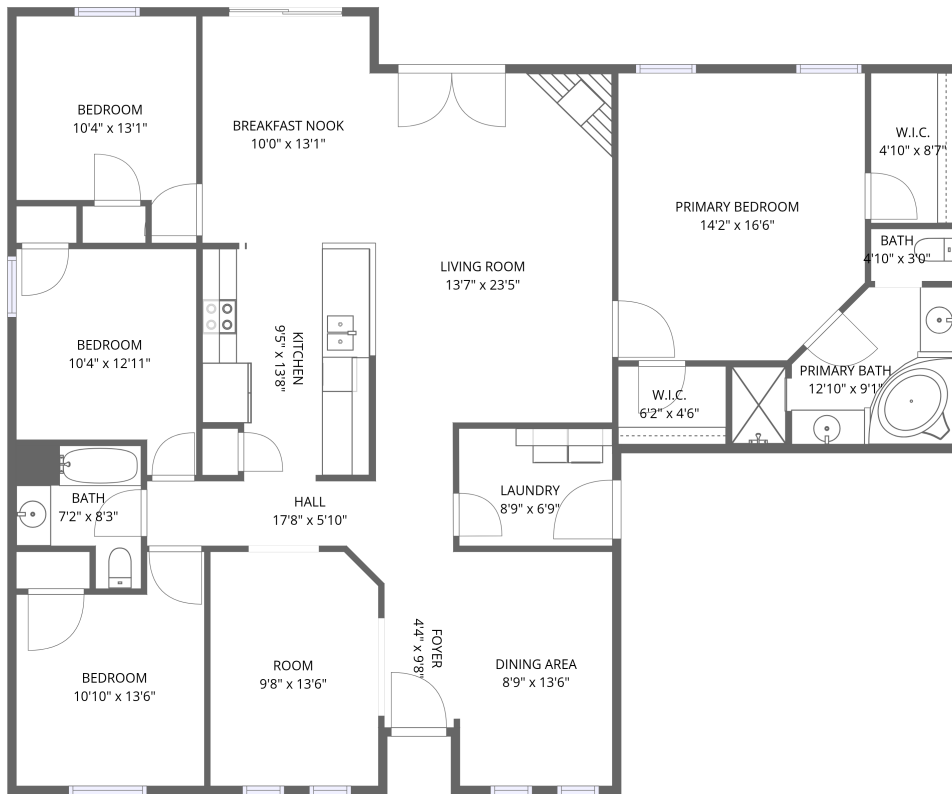 BEDROOM
10'4" x 13'1"
BREAKFAST NOOK
10'0" x 13'1"
W.I.C.
4'10" x 8'7"
PRIMARY BEDROOM
14'2" x 16'6"
BATH
4'10" x 3'0"
LIVING ROOM
13'7" x 23'5"
BEDROOM
10'4" x 12'11"
KITCHEN
9'5" x 13'8"
PRIMARY BATH
12'10" x 9'1"
W.I.C.
6'2" x 4'6"
BATH
7'2" x 8'3"
HALL
17'8" x 5'10"
LAUNDRY
8'9" x 6'9"
BEDROOM
10'10" x 13'6"
ROOM
9'8" x 13'6"
FOYER
4'4" x 9'8"
DINING AREA
8'9" x 13'6"